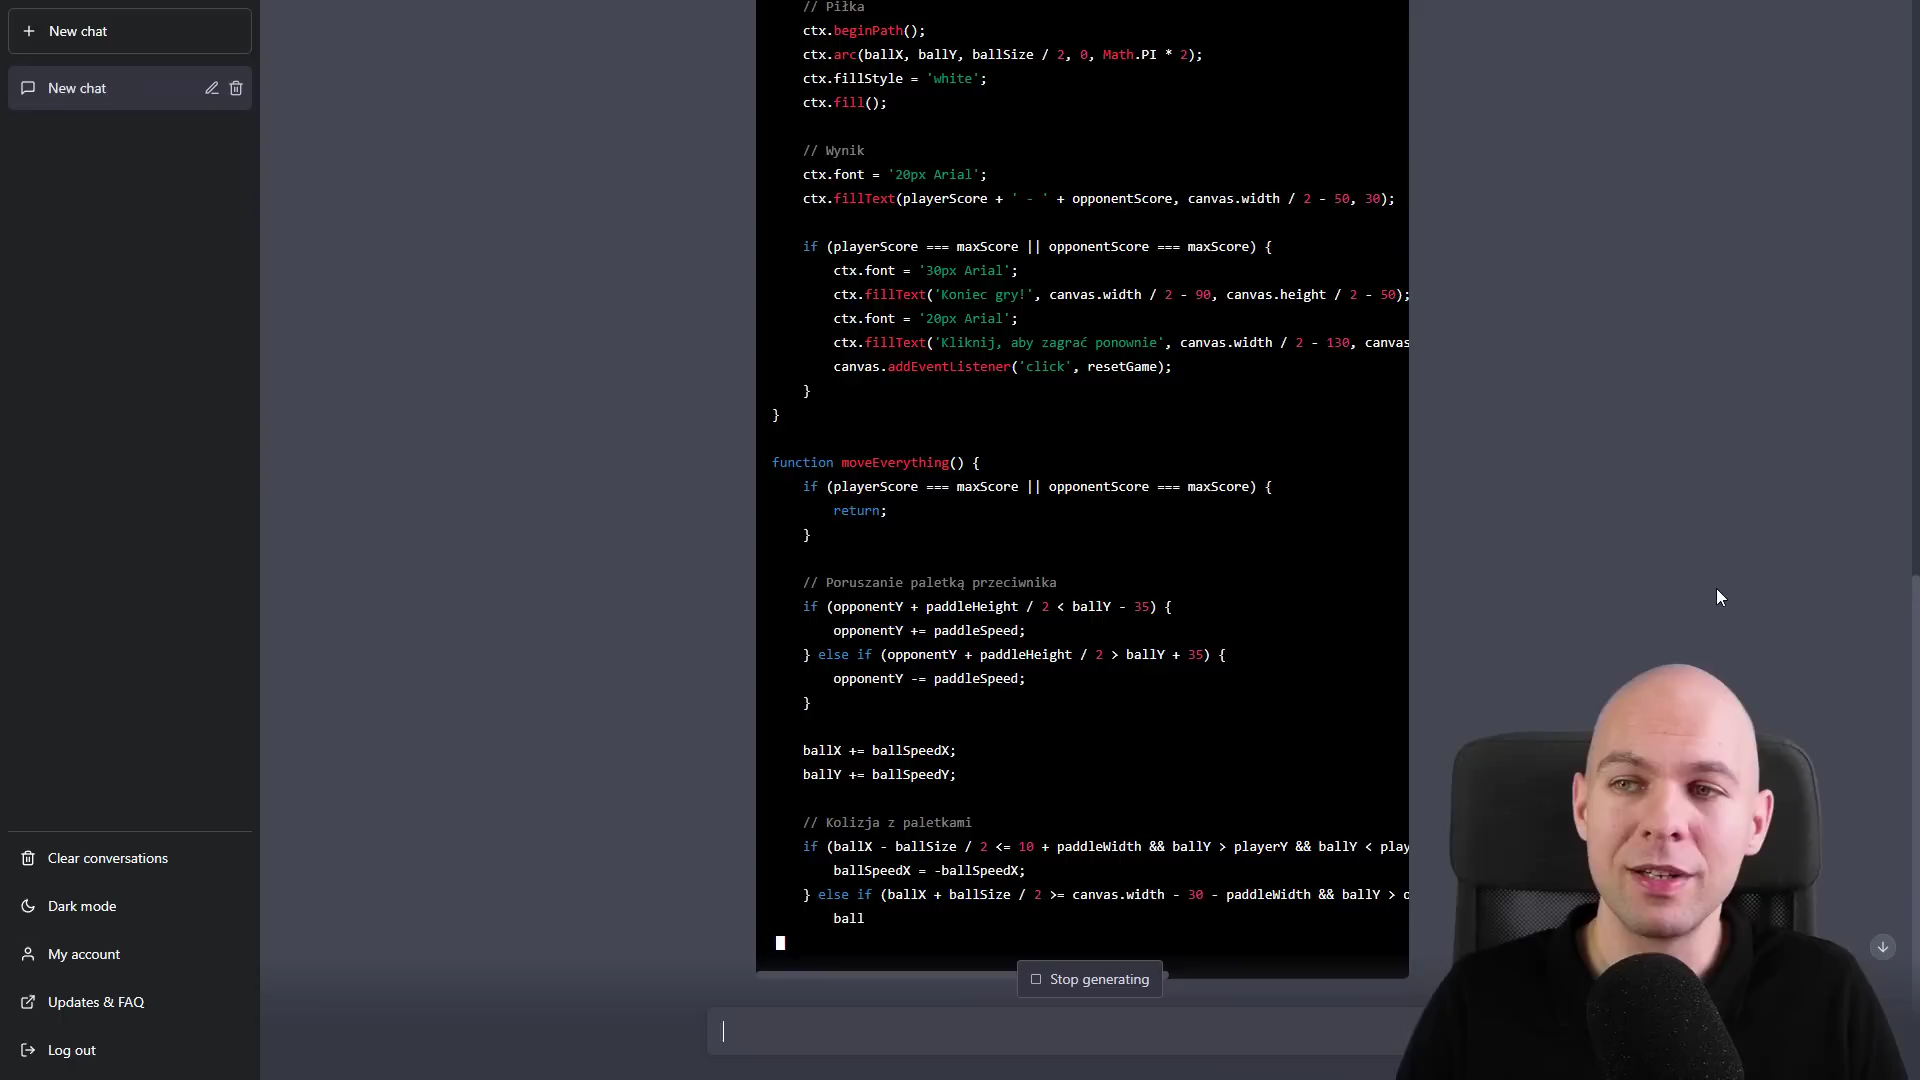 New chat
New chat
// Piłka
ctx.beginPath();
ctx.arc(ballX, ballY, ballSize / 2, 0, Math.PI * 2);
ctx.fillStyle = 'white';
ctx.fill();
// Wynik
ctx.font = '20px Arial';
ctx.fillText(playerScore + ' - ' + opponentScore, canvas.width / 2 - 50, 30);
if (playerScore === maxScore || opponentScore === maxScore) {
ctx.font = '30px Arial';
ctx.fillText('Koniec gry!', canvas.width / 2 - 90, canvas.height / 2 - 50);
ctx.font = '20px Arial';
ctx.fillText('Kliknij, aby zagrać ponownie', canvas.width / 2 - 130, canvas
canvas.addEventListener('click', resetGame);
}
}
function moveEverything() {
if (playerScore === maxScore || opponentScore === maxScore) {
return;
}
// Poruszanie paletką przeciwnika
if (opponentY + paddleHeight / 2 < ballY - 35) {
opponentY += paddleSpeed;
} else if (opponentY + paddleHeight / 2 > ballY + 35) {
opponentY -= paddleSpeed;
}
ballX += ballSpeedX;
ballY += ballSpeedY;
// Kolizja z paletkami
if (ballX - ballSize / 2 <= 10 + paddleWidth && ballY > playerY && ballY < play
ballSpeedX = -ballSpeedX;
} else if (ballX + ballSize / 2 >= canvas.width - 30 - paddleWidth && ballY > o
ball
Stop generating
Clear conversations
Dark mode
My account
Updates & FAQ
Log out